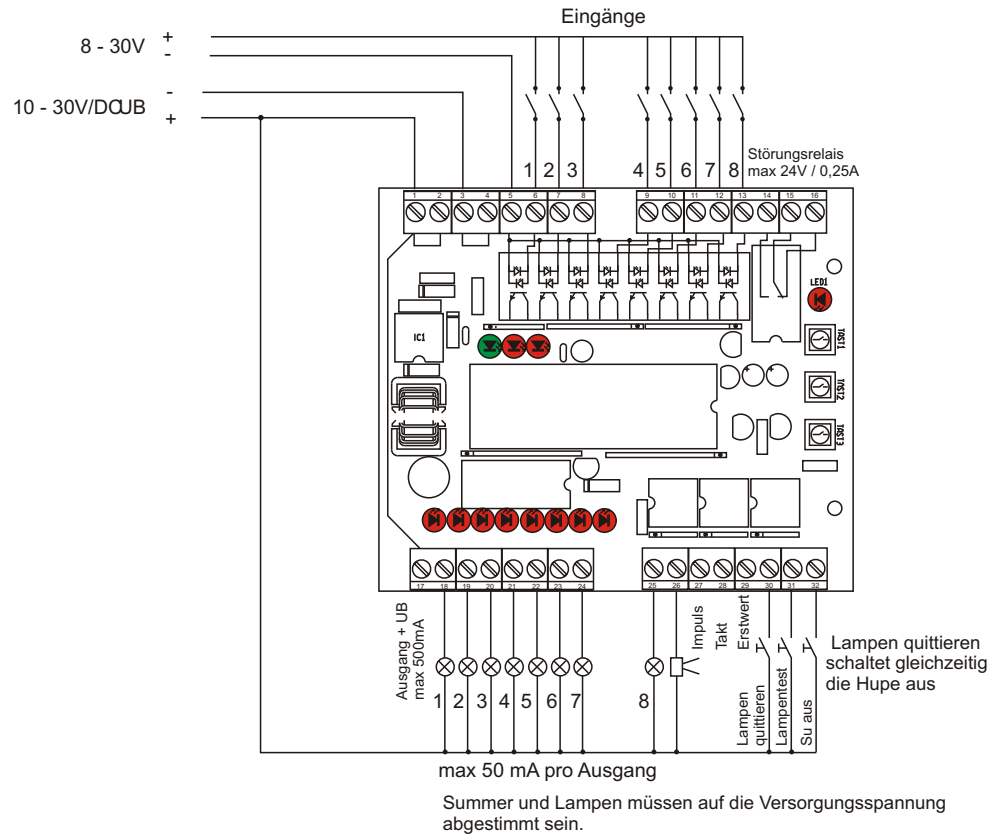 Eingänge
8 - 30V
+
-
10 - 30V/DCUB
-
+
1 2 3
4 5 6 7 8
Störungsrelais
max 24V / 0,25A
1 2 3 4 5 6 7 8
9 10 11 12 13 14 15 16
LED1
IC1
TAST1
TAST2
TAST3
17 18 19 20 21 22 23 24
25 26 27 28 29 30 31 32
Ausgang + UB
max 500mA
1 2 3 4 5 6 7
8
Impuls
Takt
Erstwert
Lampen
quittieren
Lampentest
Su aus
Lampen quittieren
schaltet gleichzeitig
die Hupe aus
max 50 mA pro Ausgang
Summer und Lampen müssen auf die Versorgungsspannung
abgestimmt sein.